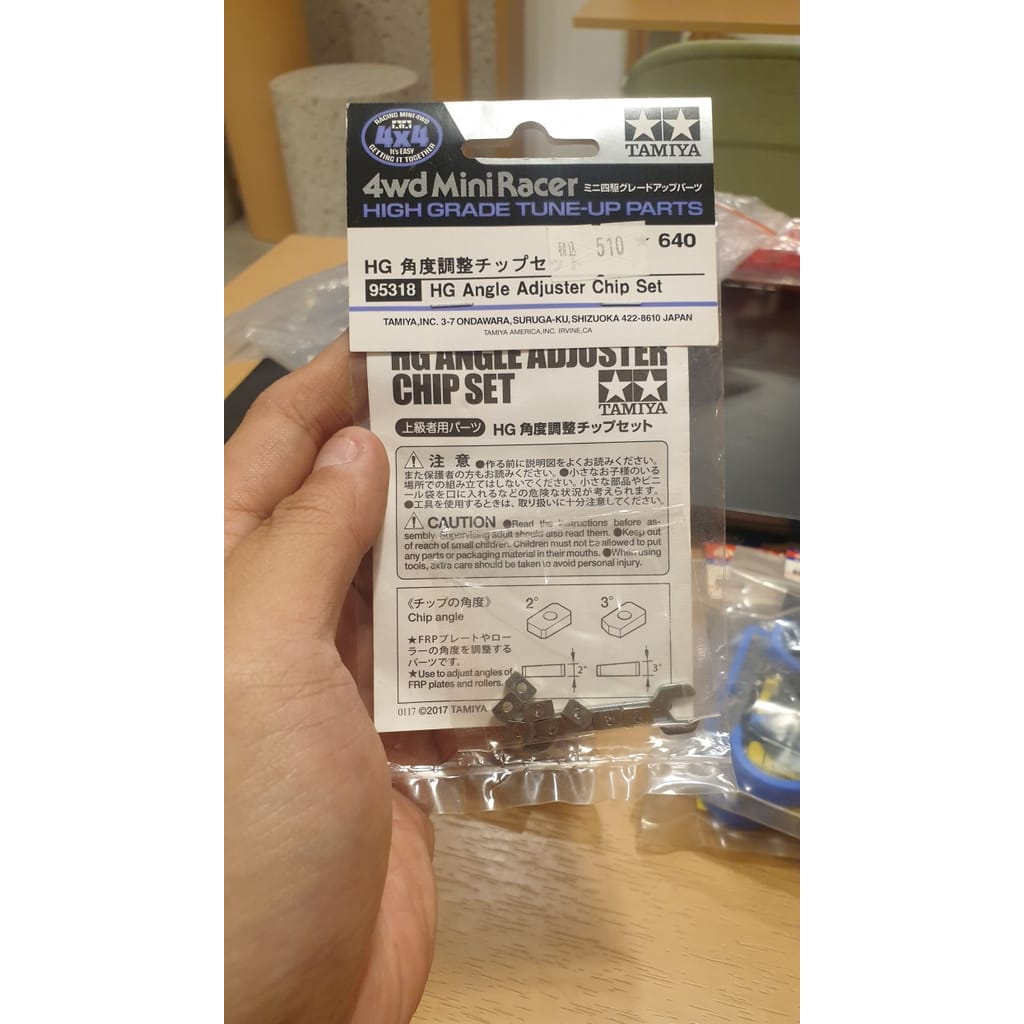 RACING MINI 4WD
4x4
It's EASY
GETTING IT TOGETHER
TAMIYA
4wd Mini Racer ミニ四駆グレードアップパーツ
HIGH GRADE TUNE-UP PARTS
税込 510 ★ 640
HG 角度調整チップセット
95318 HG Angle Adjuster Chip Set
TAMIYA,INC. 3-7 ONDAWARA,SURUGA-KU,SHIZUOKA 422-8610 JAPAN
TAMIYA AMERICA,INC. IRVINE,CA
HG ANGLE ADJUSTER
CHIP SET
TAMIYA
上級者用パーツ HG 角度調整チップセット
注意 ●作る前に説明図をよくお読みください。
また保護者の方もお読みください。●小さなお子様のいる
場所での組み立てはしないでください。小さな部品やビニ
ール袋を口に入れるなどの危険な状況が考えられます。
●工具を使用するときは、取り扱いに十分注意してください。
CAUTION ●Read the instructions before as-
sembly. Supervising adult should also read them. ●Keep out
of reach of small children. Children must not be allowed to put
any parts or packaging material in their mouths. ●When using
tools, extra care should be taken to avoid personal injury.
《チップの角度》 2° 3°
Chip angle
★FRPプレートやロー
ラーの角度を調整する
パーツです。
★Use to adjust angles of
FRP plates and rollers.
2° 3°
0117 ©2017 TAMIYA